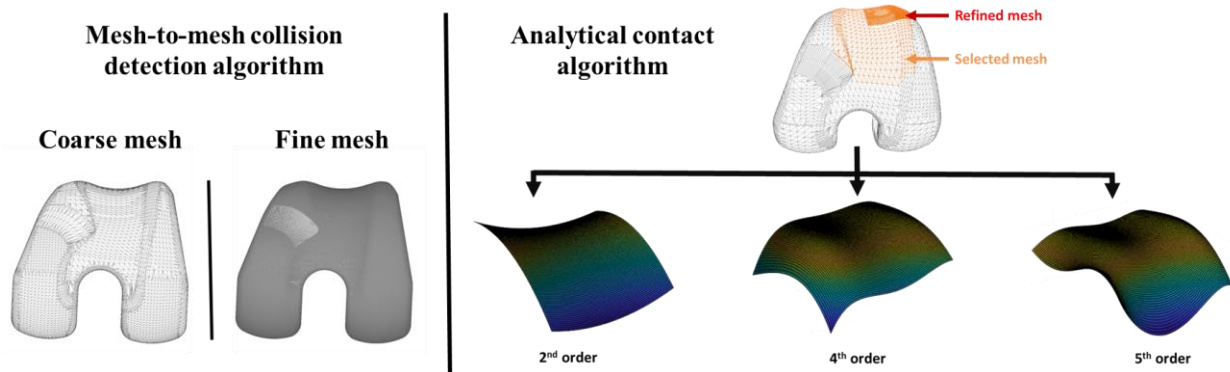 Mesh-to-mesh collision
detection algorithm
Coarse mesh
Fine mesh
Analytical contact
algorithm
Refined mesh
Selected mesh
2nd order
4th order
5th order